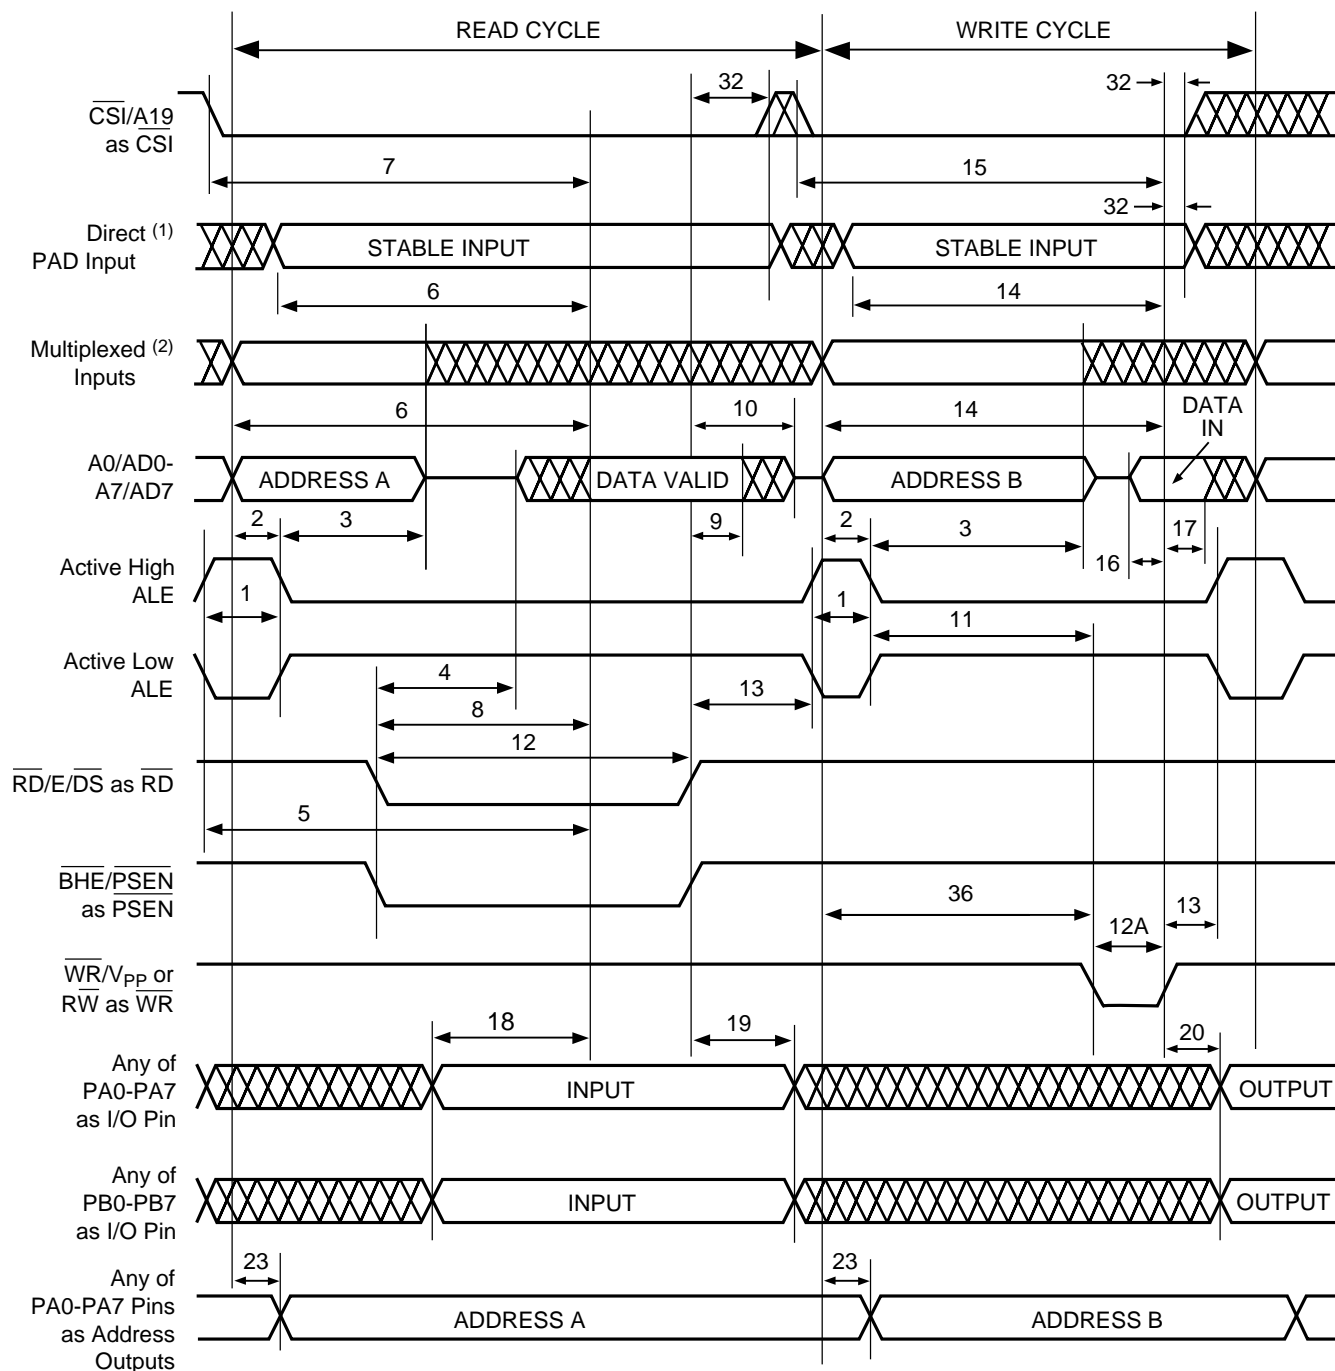 READ CYCLE
WRITE CYCLE
32
32
CSI/A19
as CSI
7
15
32
Direct (1)
PAD Input
STABLE INPUT
STABLE INPUT
6
14
Multiplexed (2)
Inputs
6
10
14
DATA
IN
A0/AD0-
A7/AD7
ADDRESS A
DATA VALID
ADDRESS B
2
3
9
2
3
17
16
Active High
ALE
1
1
11
Active Low
ALE
4
13
8
12
RD/E/DS as RD
5
BHE/PSEN
as PSEN
36
13
12A
WR/VPP or
RW as WR
18
19
20
Any of
PA0-PA7
as I/O Pin
INPUT
OUTPUT
Any of
PB0-PB7
as I/O Pin
INPUT
OUTPUT
23
23
Any of
PA0-PA7 Pins
as Address
Outputs
ADDRESS A
ADDRESS B